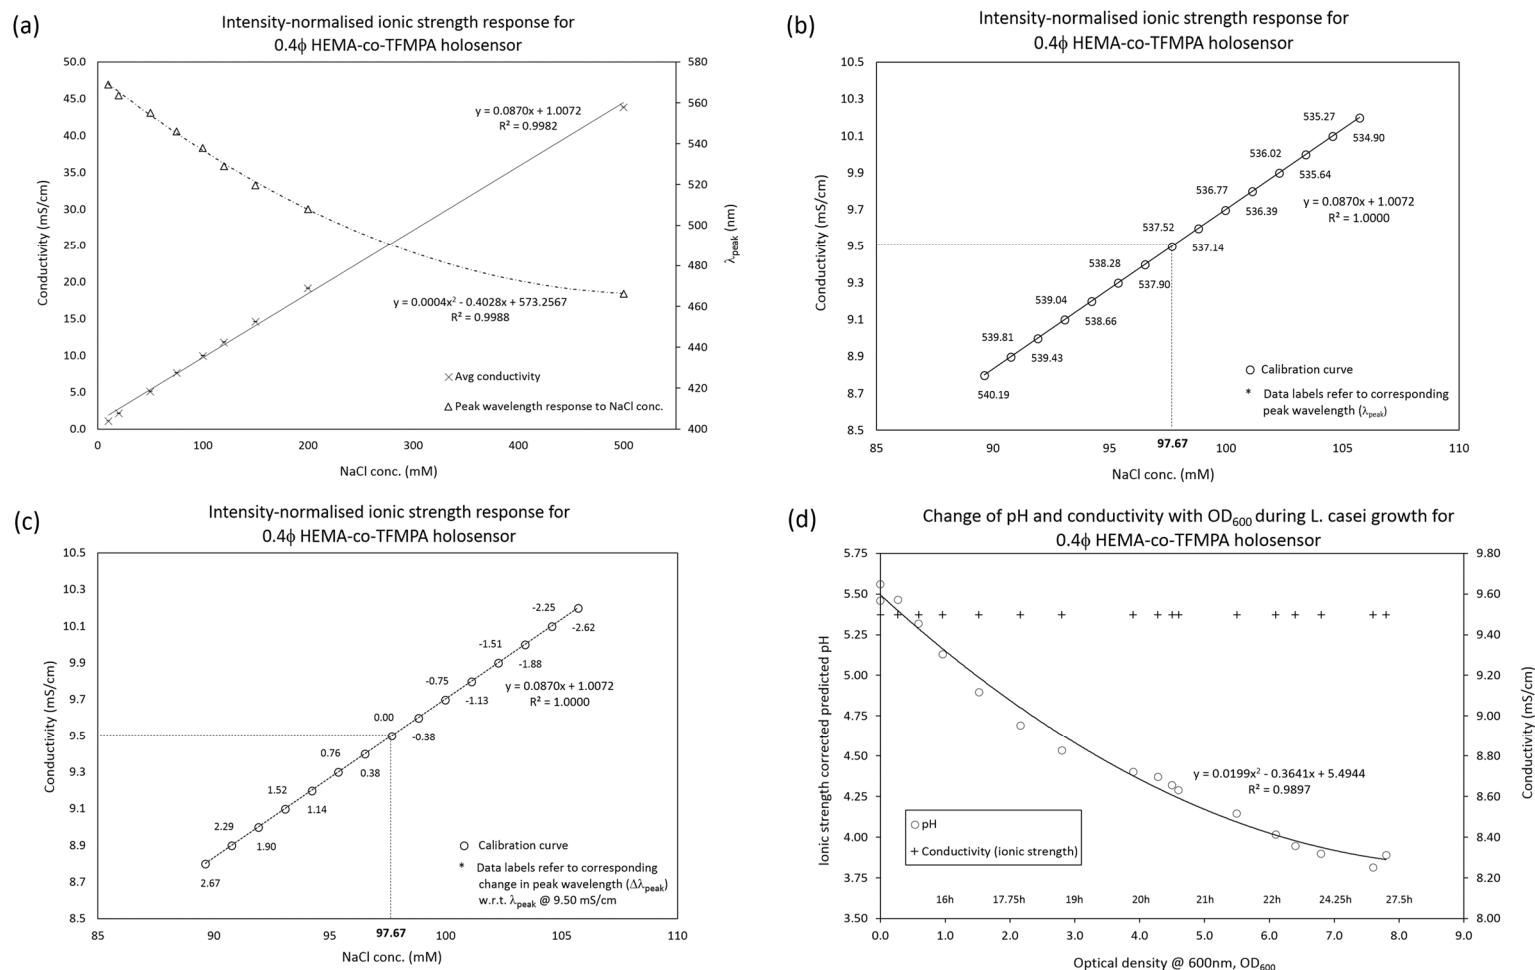 (a)
Intensity-normalised ionic strength response for
0.4ϕ HEMA-co-TFMPA holosensor
50.0
45.0
40.0
35.0
30.0
25.0
20.0
15.0
10.0
5.0
0.0
Conductivity (mS/cm)
580
560
540
520
500
480
460
440
420
400
λpeak (nm)
y = 0.0870x + 1.0072
R² = 0.9982
y = 0.0004x² - 0.4028x + 573.2567
R² = 0.9988
Avg conductivity
Peak wavelength response to NaCl conc.
0 100 200 300 400 500
NaCl conc. (mM)
(b)
Intensity-normalised ionic strength response for
0.4ϕ HEMA-co-TFMPA holosensor
10.5
10.3
10.1
9.9
9.7
9.5
9.3
9.1
8.9
8.7
8.5
Conductivity (mS/cm)
535.27
534.90
536.02
535.64
536.77
536.39
537.52
537.14
538.28
537.90
539.04
538.66
539.81
539.43
540.19
y = 0.0870x + 1.0072
R² = 1.0000
Calibration curve
* Data labels refer to corresponding
peak wavelength (λpeak)
85 90 95 97.67 100 105 110
NaCl conc. (mM)
(c)
Intensity-normalised ionic strength response for
0.4ϕ HEMA-co-TFMPA holosensor
10.5
10.3
10.1
9.9
9.7
9.5
9.3
9.1
8.9
8.7
8.5
Conductivity (mS/cm)
-2.25
-2.62
-1.51
-1.88
-0.75
-1.13
0.00
-0.38
0.76
0.38
1.52
1.14
2.29
1.90
2.67
y = 0.0870x + 1.0072
R² = 1.0000
Calibration curve
* Data labels refer to corresponding
change in peak wavelength (Δλpeak)
w.r.t. λpeak @ 9.50 mS/cm
85 90 95 97.67 100 105 110
NaCl conc. (mM)
(d)
Change of pH and conductivity with OD600 during L. casei growth for
0.4ϕ HEMA-co-TFMPA holosensor
5.75
5.50
5.25
5.00
4.75
4.50
4.25
4.00
3.75
3.50
Ionic strength corrected predicted pH
9.80
9.60
9.40
9.20
9.00
8.80
8.60
8.40
8.20
8.00
Conductivity (mS/cm)
y = 0.0199x² - 0.3641x + 5.4944
R² = 0.9897
pH
Conductivity (ionic strength)
16h 17.75h 19h 20h 21h 22h 24.25h 27.5h
0.0 1.0 2.0 3.0 4.0 5.0 6.0 7.0 8.0 9.0
Optical density @ 600nm, OD600